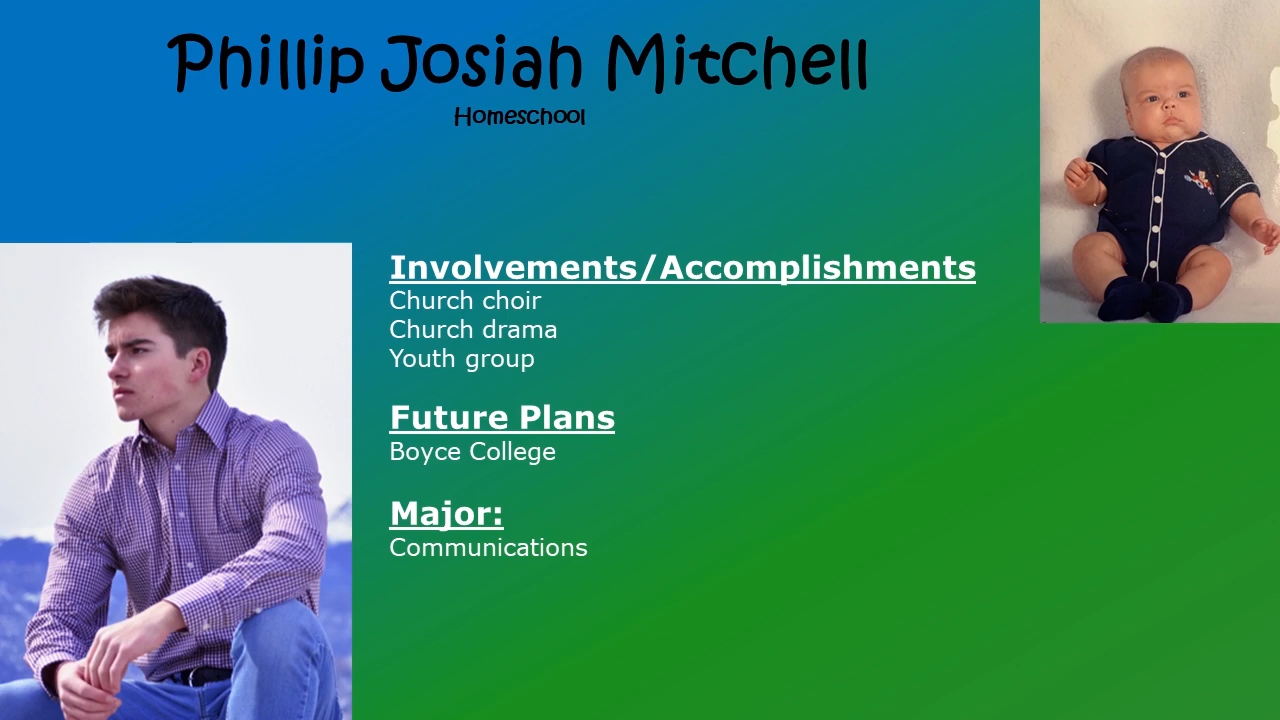 Phillip Josiah Mitchell
Homeschool
Involvements/Accomplishments
Church choir
Church drama
Youth group
Future Plans
Boyce College
Major:
Communications